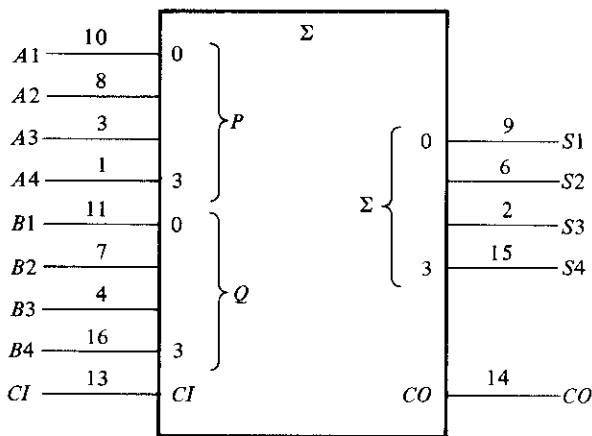 Σ
A1 10 0
A2 8
A3 3
A4 1 3
P
B1 11 0
B2 7
B3 4
B4 16 3
Q
CI 13 CI
Σ
0 9 S1
6 S2
2 S3
3 15 S4
CO 14 CO